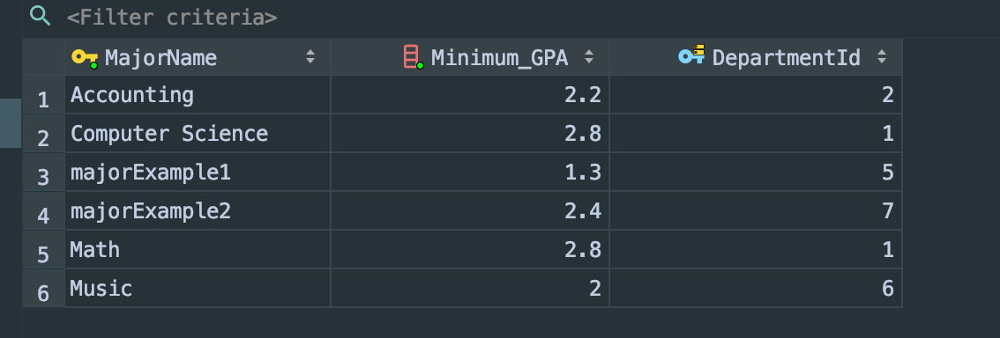 <Filter criteria>
MajorName Minimum_GPA DepartmentId
1 Accounting 2.2 2
2 Computer Science 2.8 1
3 majorExample1 1.3 5
4 majorExample2 2.4 7
5 Math 2.8 1
6 Music 2 6